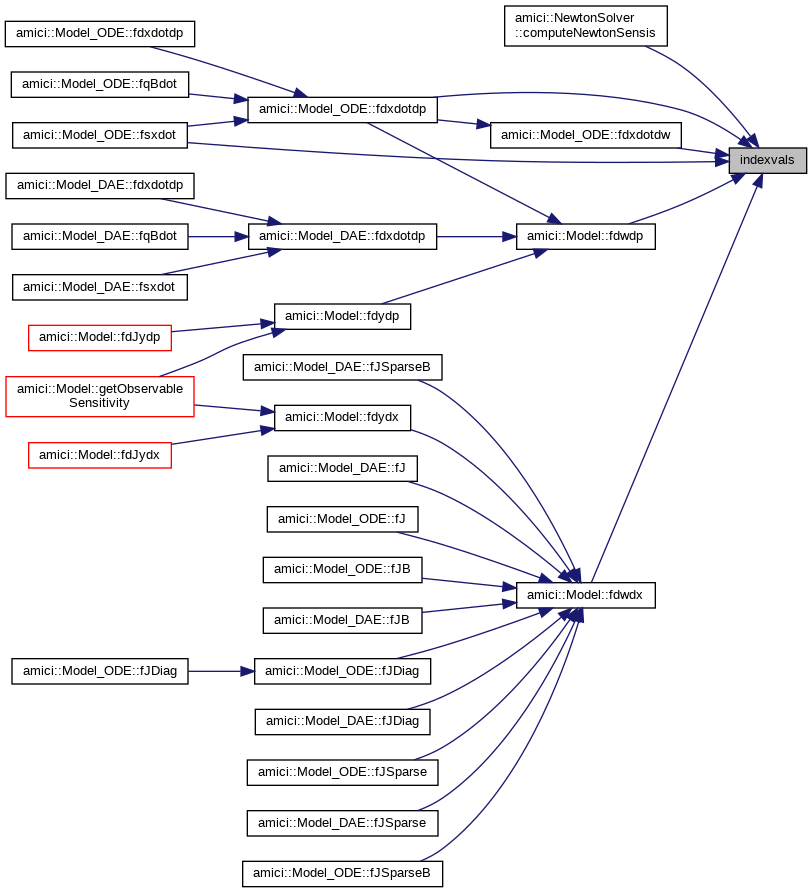 amici::NewtonSolver
::computeNewtonSensis
amici::Model_ODE::fdxdotdp
amici::Model_ODE::fqBdot
amici::Model_ODE::fdxdotdp
amici::Model_ODE::fsxdot
amici::Model_ODE::fdxdotdw
indexvals
amici::Model_DAE::fdxdotdp
amici::Model_DAE::fqBdot
amici::Model_DAE::fdxdotdp
amici::Model::fdwdp
amici::Model_DAE::fsxdot
amici::Model::fdydp
amici::Model::fdJydp
amici::Model_DAE::fJSparseB
amici::Model::getObservable
Sensitivity
amici::Model::fdydx
amici::Model::fdJydx
amici::Model_DAE::fJ
amici::Model_ODE::fJ
amici::Model_ODE::fJB
amici::Model::fdwdx
amici::Model_DAE::fJB
amici::Model_ODE::fJDiag
amici::Model_ODE::fJDiag
amici::Model_DAE::fJDiag
amici::Model_ODE::fJSparse
amici::Model_DAE::fJSparse
amici::Model_ODE::fJSparseB